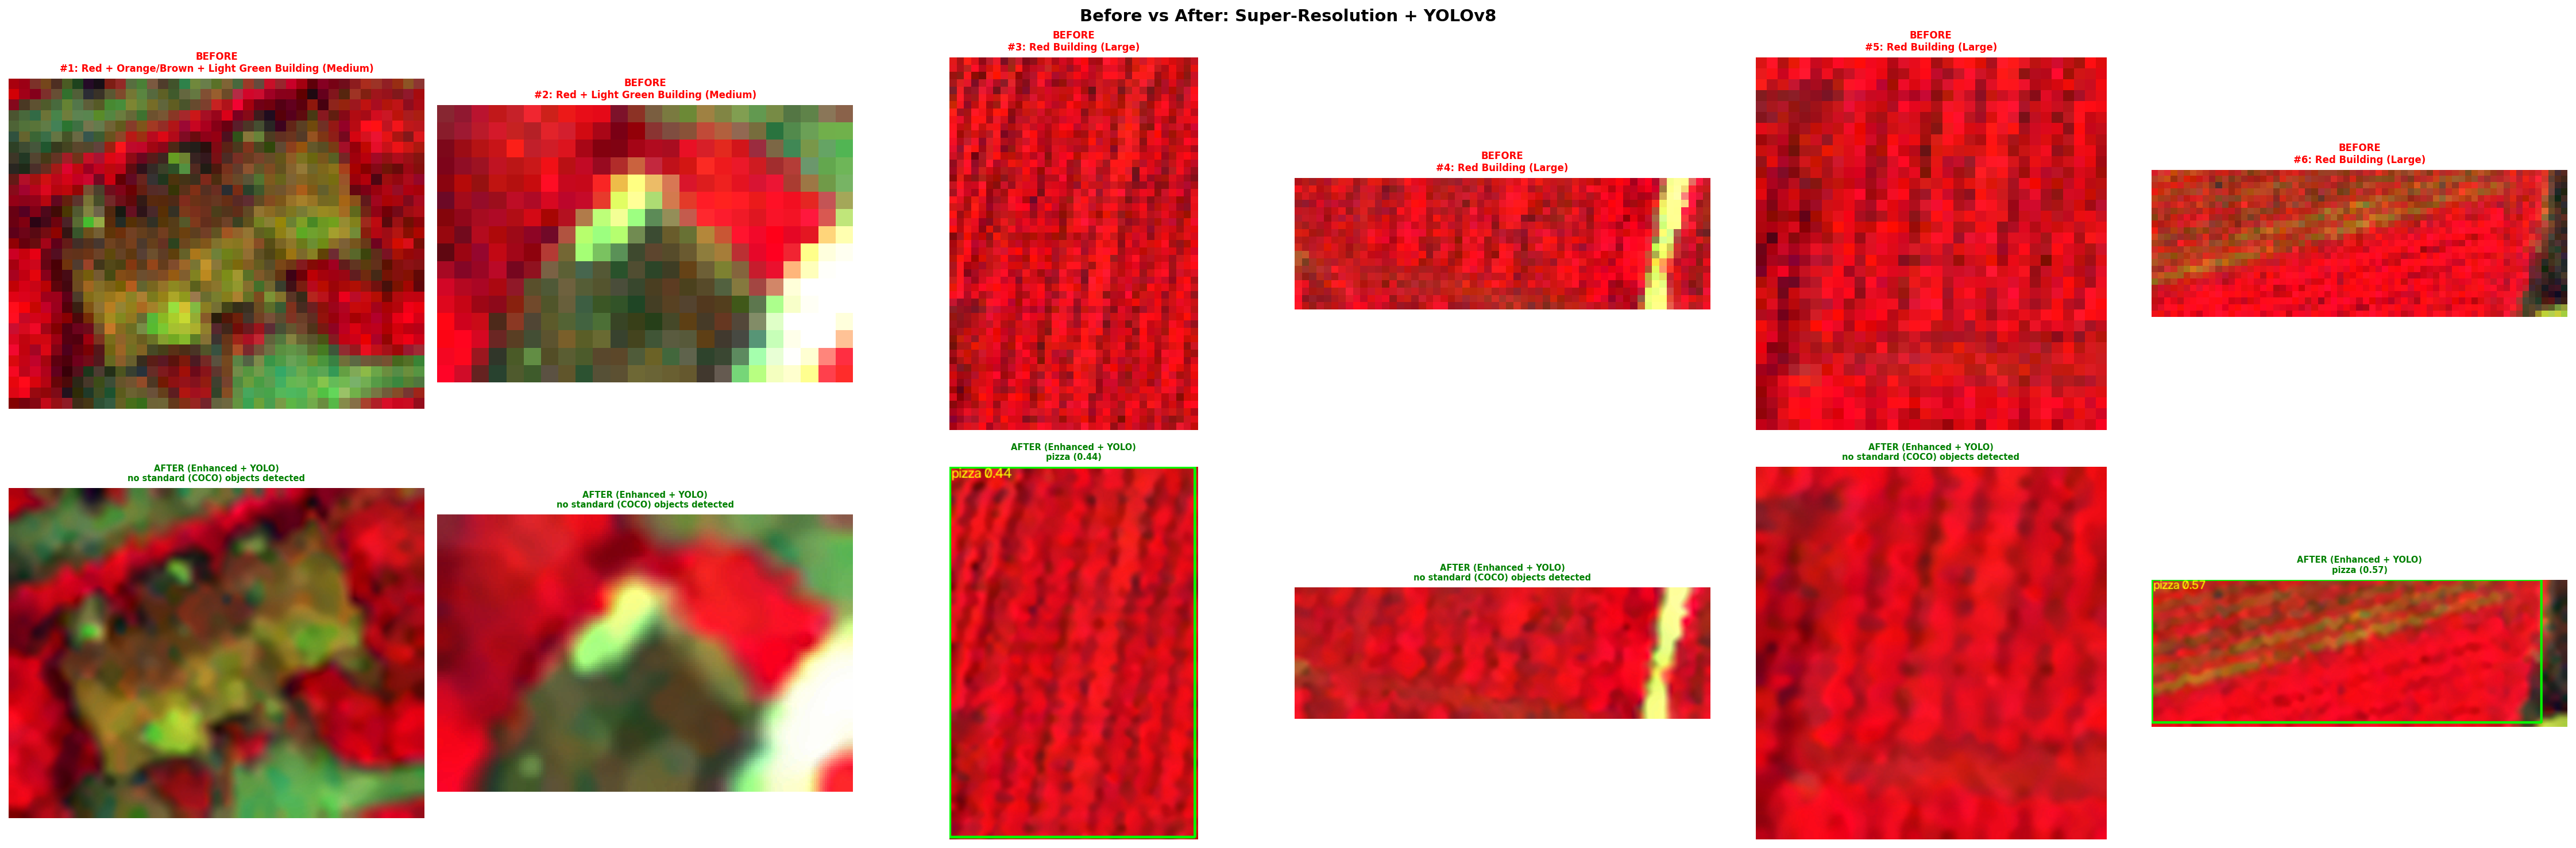 Before vs After: Super-Resolution + YOLOv8
BEFORE
#1: Red + Orange/Brown + Light Green Building (Medium)
BEFORE
#2: Red + Light Green Building (Medium)
BEFORE
#3: Red Building (Large)
BEFORE
#4: Red Building (Large)
BEFORE
#5: Red Building (Large)
BEFORE
#6: Red Building (Large)
AFTER (Enhanced + YOLO)
no standard (COCO) objects detected
AFTER (Enhanced + YOLO)
no standard (COCO) objects detected
AFTER (Enhanced + YOLO)
pizza (0.44)
pizza 0.44
AFTER (Enhanced + YOLO)
no standard (COCO) objects detected
AFTER (Enhanced + YOLO)
no standard (COCO) objects detected
AFTER (Enhanced + YOLO)
pizza (0.57)
pizza 0.57